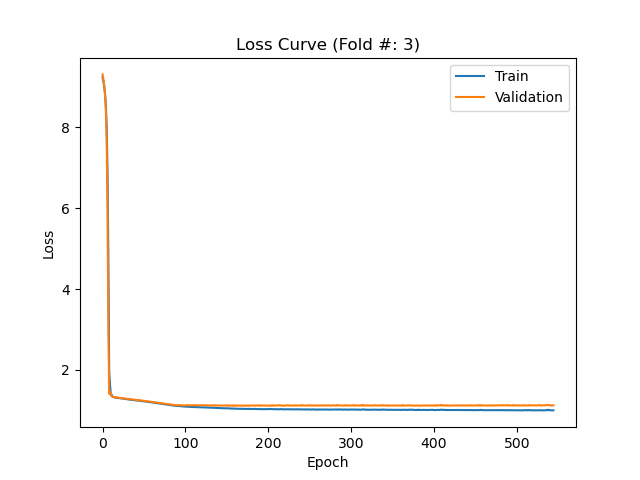 Loss Curve (Fold #: 3)
Train
Validation
8
6
4
2
Loss
0 100 200 300 400 500
Epoch